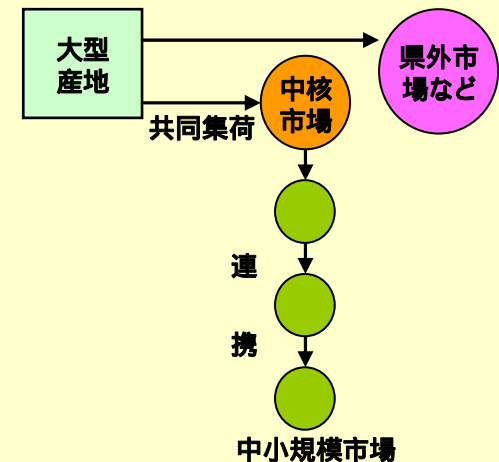 大型
産地
県外市
場など
中核
市場
共同集荷
連
携
中小規模市場